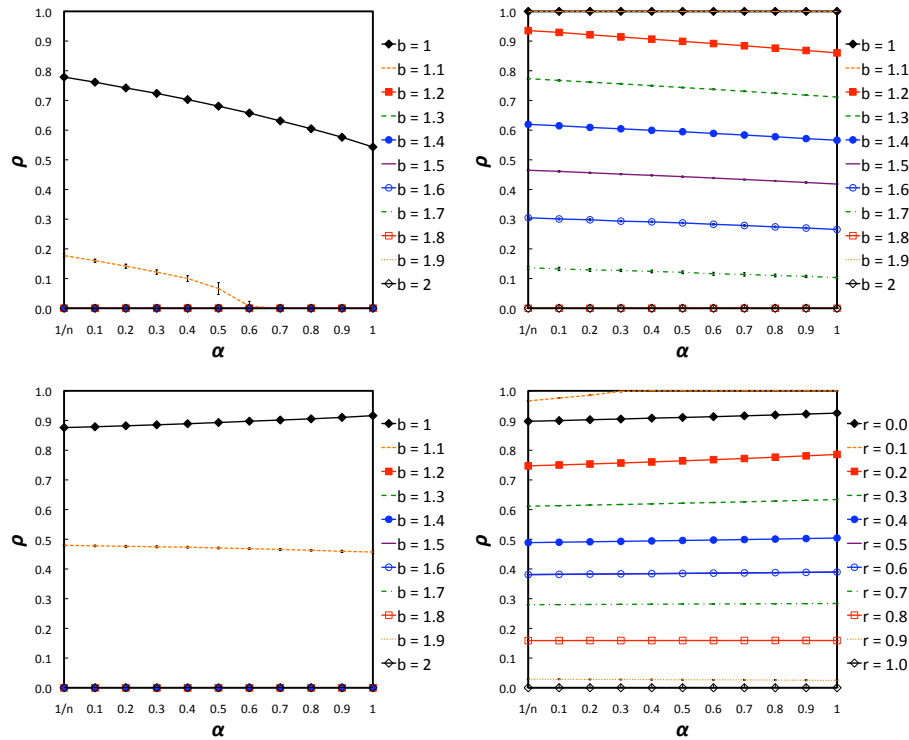 1.0
0.9
0.8
0.7
0.6
0.5
0.4
0.3
0.2
0.1
0.0
ρ
1/n 0.1 0.2 0.3 0.4 0.5 0.6 0.7 0.8 0.9 1
α
b = 1
b = 1.1
b = 1.2
b = 1.3
b = 1.4
b = 1.5
b = 1.6
b = 1.7
b = 1.8
b = 1.9
b = 2
1.0
0.9
0.8
0.7
0.6
0.5
0.4
0.3
0.2
0.1
0.0
ρ
1/n 0.1 0.2 0.3 0.4 0.5 0.6 0.7 0.8 0.9 1
α
b = 1
b = 1.1
b = 1.2
b = 1.3
b = 1.4
b = 1.5
b = 1.6
b = 1.7
b = 1.8
b = 1.9
b = 2
1.0
0.9
0.8
0.7
0.6
0.5
0.4
0.3
0.2
0.1
0.0
ρ
1/n 0.1 0.2 0.3 0.4 0.5 0.6 0.7 0.8 0.9 1
α
b = 1
b = 1.1
b = 1.2
b = 1.3
b = 1.4
b = 1.5
b = 1.6
b = 1.7
b = 1.8
b = 1.9
b = 2
1.0
0.9
0.8
0.7
0.6
0.5
0.4
0.3
0.2
0.1
0.0
ρ
1/n 0.1 0.2 0.3 0.4 0.5 0.6 0.7 0.8 0.9 1
α
r = 0.0
r = 0.1
r = 0.2
r = 0.3
r = 0.4
r = 0.5
r = 0.6
r = 0.7
r = 0.8
r = 0.9
r = 1.0